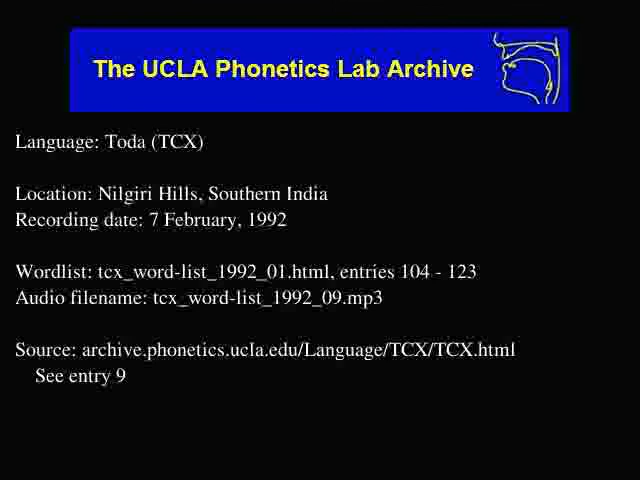 The UCLA Phonetics Lab Archive
Language: Toda (TCX)
Location: Nilgiri Hills, Southern India
Recording date: 7 February, 1992
Wordlist: tcx_word-list_1992_01.html, entries 104 - 123
Audio filename: tcx_word-list_1992_09.mp3
Source: archive.phonetics.ucla.edu/Language/TCX/TCX.html
See entry 9